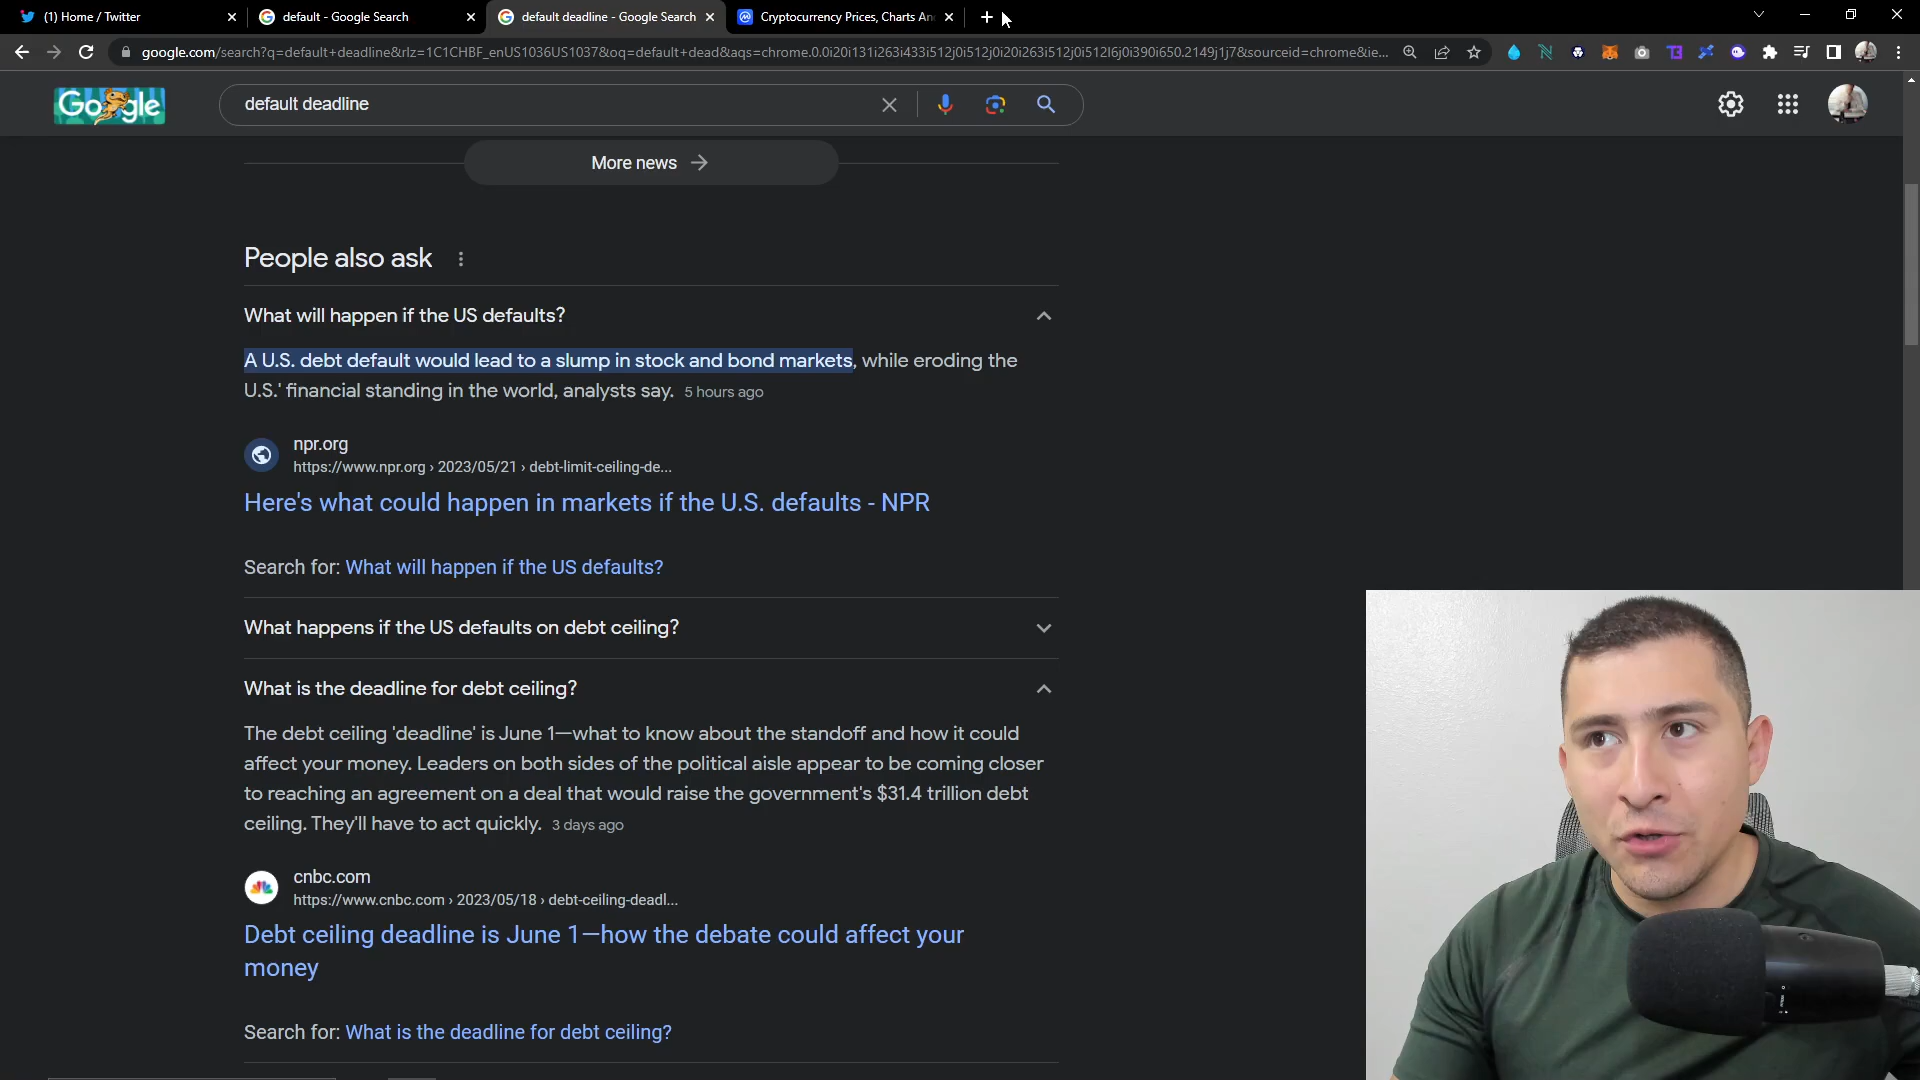 (1) Home / Twitter
default - Google Search
default deadline - Google Search
Cryptocurrency Prices, Charts An
google.com/search?q=default+deadline&rlz=1C1CHBF_enUS1036US1037&oq=default+dead&aqs=chrome.0.0i20i131i263i433i512j0i512j0i20i263i512j0i512l6j0i390i650.2149j1j7&sourceid=chrome&ie...
Google
default deadline
More news
People also ask
What will happen if the US defaults?
A U.S. debt default would lead to a slump in stock and bond markets, while eroding the
U.S.' financial standing in the world, analysts say. 5 hours ago
npr.org
https://www.npr.org › 2023/05/21 › debt-limit-ceiling-de...
Here's what could happen in markets if the U.S. defaults - NPR
Search for: What will happen if the US defaults?
What happens if the US defaults on debt ceiling?
What is the deadline for debt ceiling?
The debt ceiling 'deadline' is June 1—what to know about the standoff and how it could
affect your money. Leaders on both sides of the political aisle appear to be coming closer
to reaching an agreement on a deal that would raise the government's $31.4 trillion debt
ceiling. They'll have to act quickly. 3 days ago
cnbc.com
https://www.cnbc.com › 2023/05/18 › debt-ceiling-deadl...
Debt ceiling deadline is June 1—how the debate could affect your
money
Search for: What is the deadline for debt ceiling?